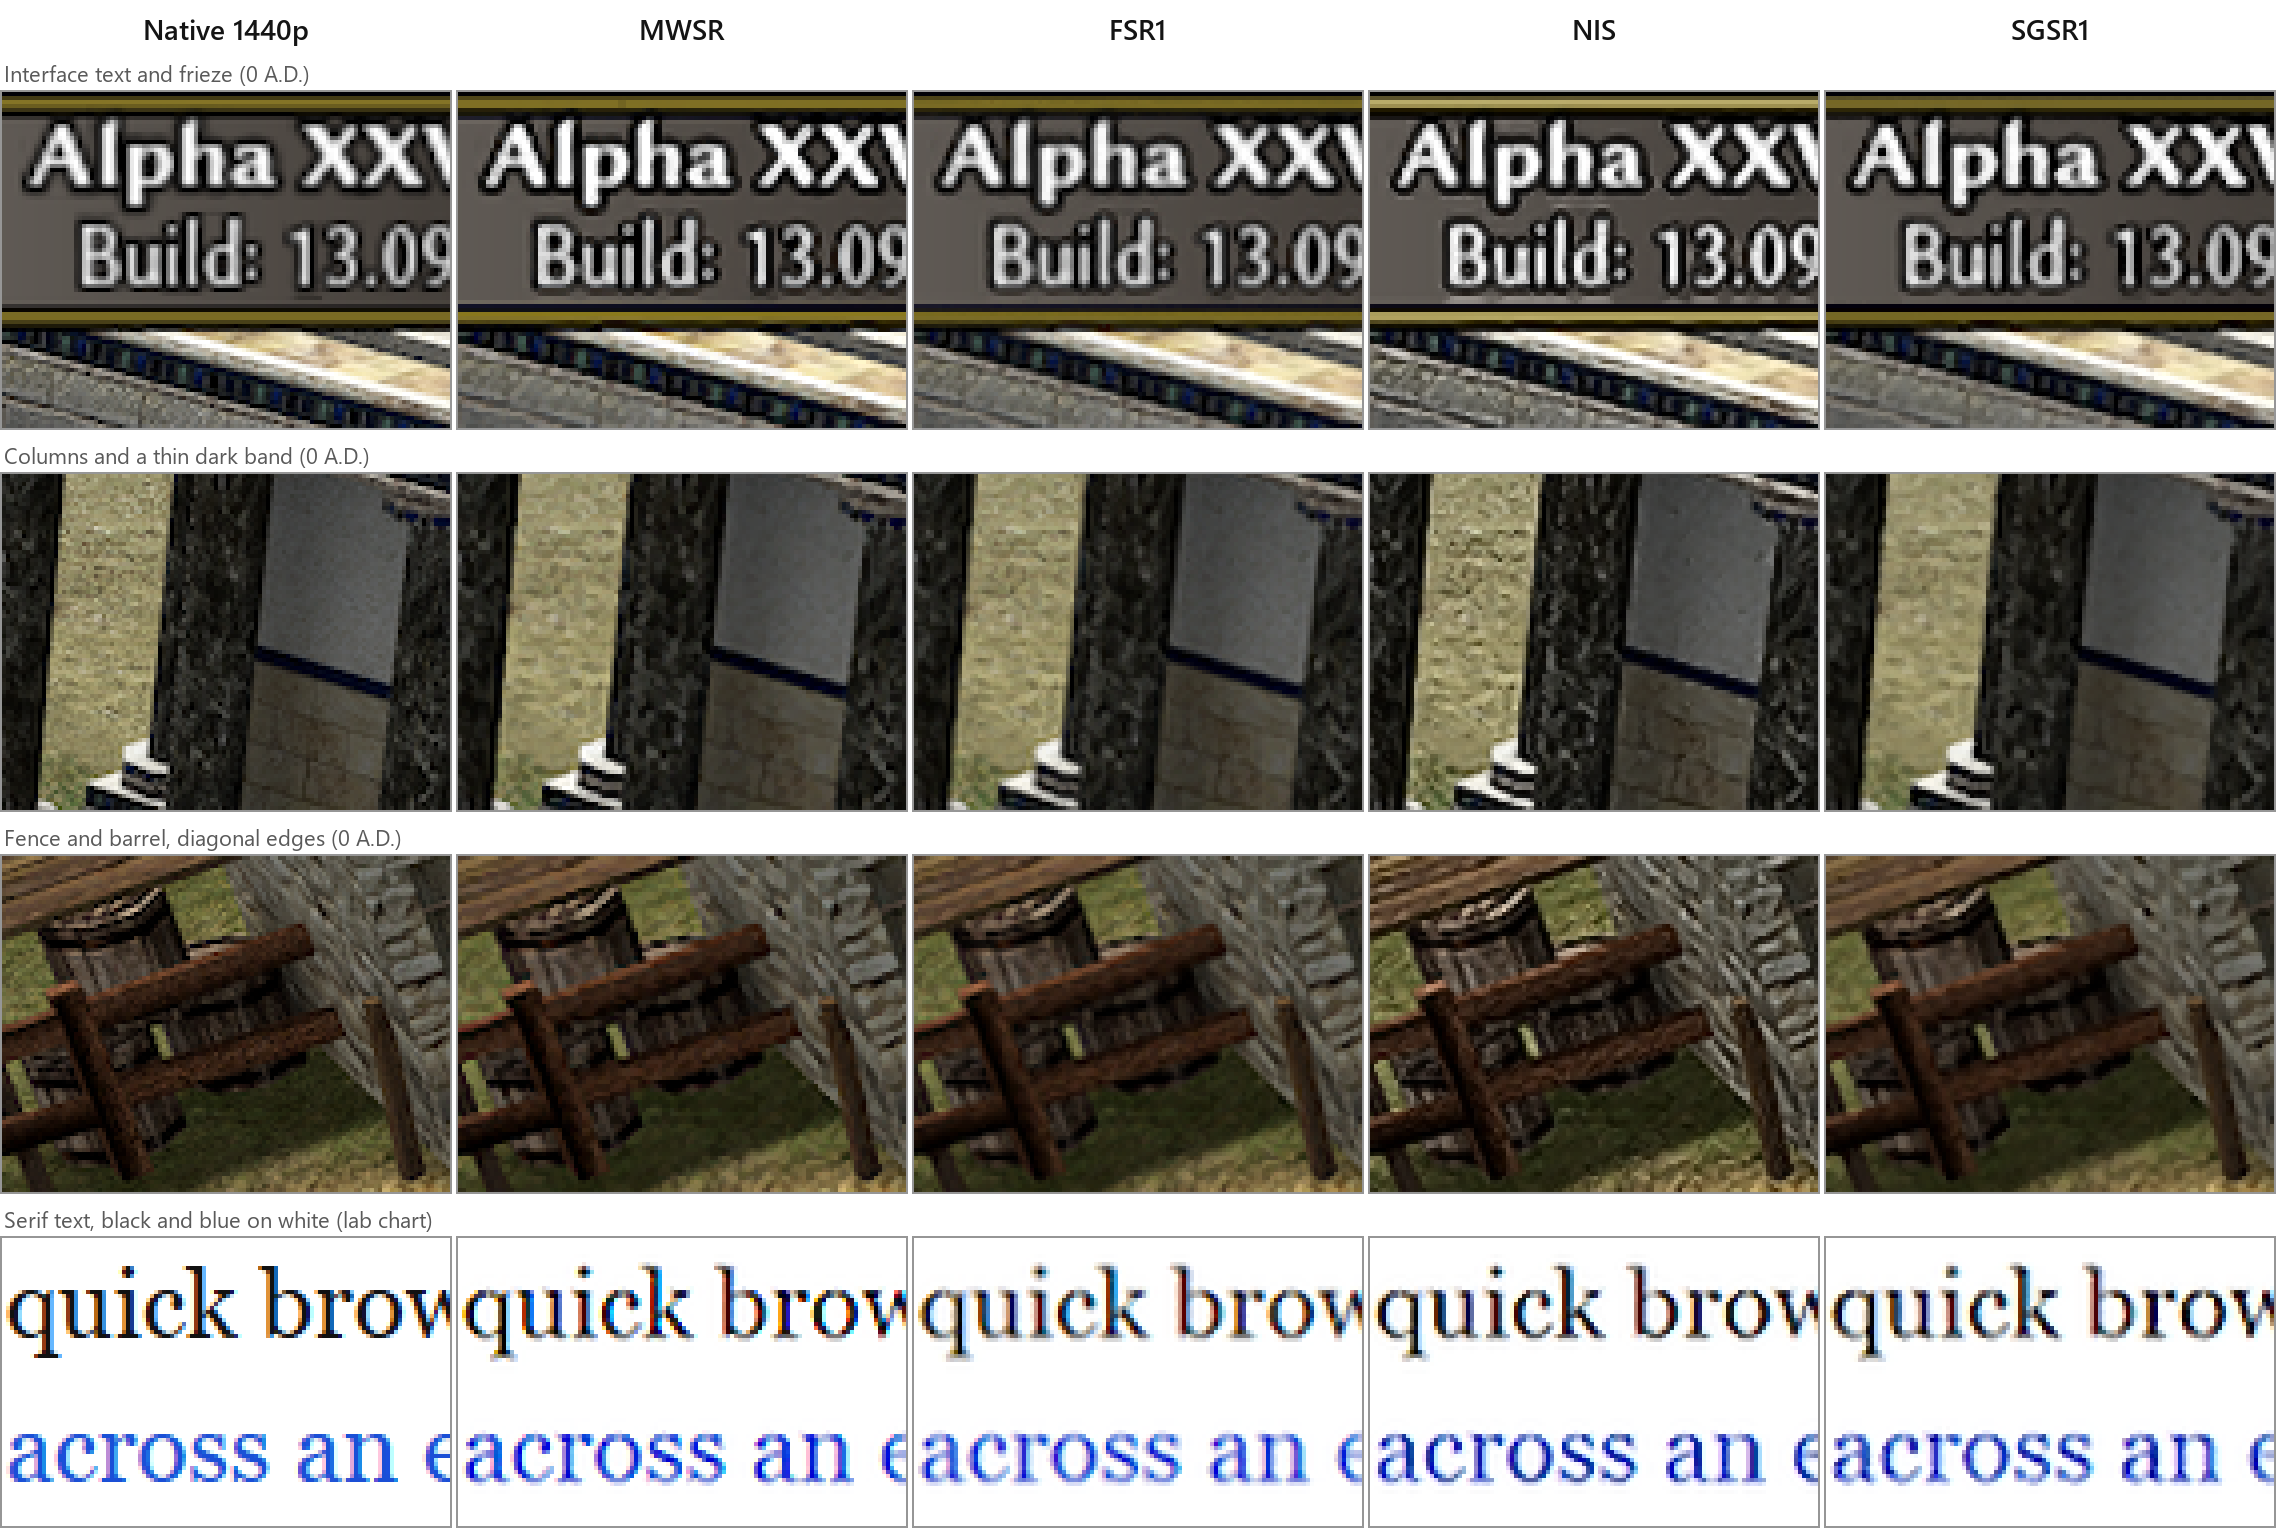 Native 1440p MWSR FSR1 NIS SGSR1
Interface text and frieze (0 A.D.)
Alpha XXV Alpha XXV Alpha XXV Alpha XXV Alpha XXV
Build: 13.09 Build: 13.09 Build: 13.09 Build: 13.09 Build: 13.09
Columns and a thin dark band (0 A.D.)
Fence and barrel, diagonal edges (0 A.D.)
Serif text, black and blue on white (lab chart)
quick brow quick brow quick brow quick brow quick brow
across an e across an e across an e across an e across an e